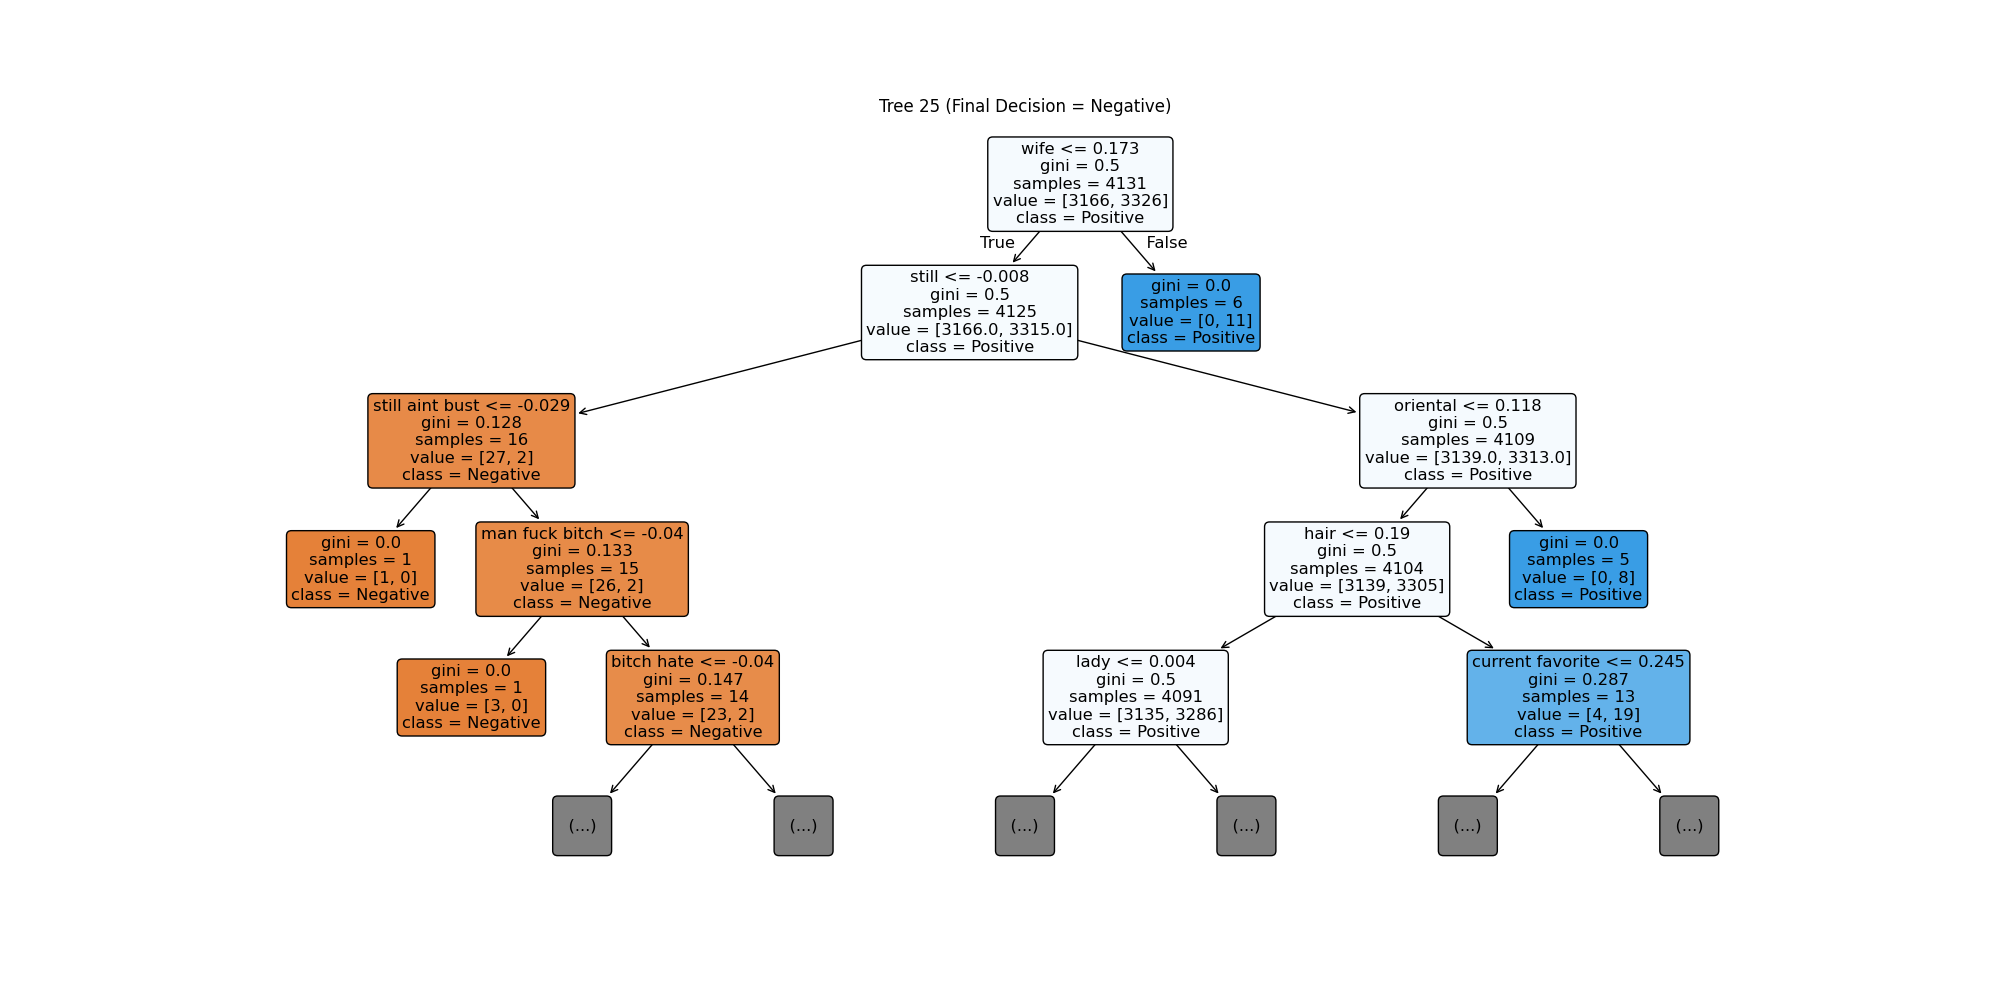 Tree 25 (Final Decision = Negative)
wife <= 0.173
gini = 0.5
samples = 4131
value = [3166, 3326]
class = Positive
True
False
still <= -0.008
gini = 0.5
samples = 4125
value = [3166.0, 3315.0]
class = Positive
gini = 0.0
samples = 6
value = [0, 11]
class = Positive
still aint bust <= -0.029
gini = 0.128
samples = 16
value = [27, 2]
class = Negative
oriental <= 0.118
gini = 0.5
samples = 4109
value = [3139.0, 3313.0]
class = Positive
gini = 0.0
samples = 1
value = [1, 0]
class = Negative
man fuck bitch <= -0.04
gini = 0.133
samples = 15
value = [26, 2]
class = Negative
hair <= 0.19
gini = 0.5
samples = 4104
value = [3139, 3305]
class = Positive
gini = 0.0
samples = 5
value = [0, 8]
class = Positive
gini = 0.0
samples = 1
value = [3, 0]
class = Negative
bitch hate <= -0.04
gini = 0.147
samples = 14
value = [23, 2]
class = Negative
lady <= 0.004
gini = 0.5
samples = 4091
value = [3135, 3286]
class = Positive
current favorite <= 0.245
gini = 0.287
samples = 13
value = [4, 19]
class = Positive
(...)
(...)
(...)
(...)
(...)
(...)